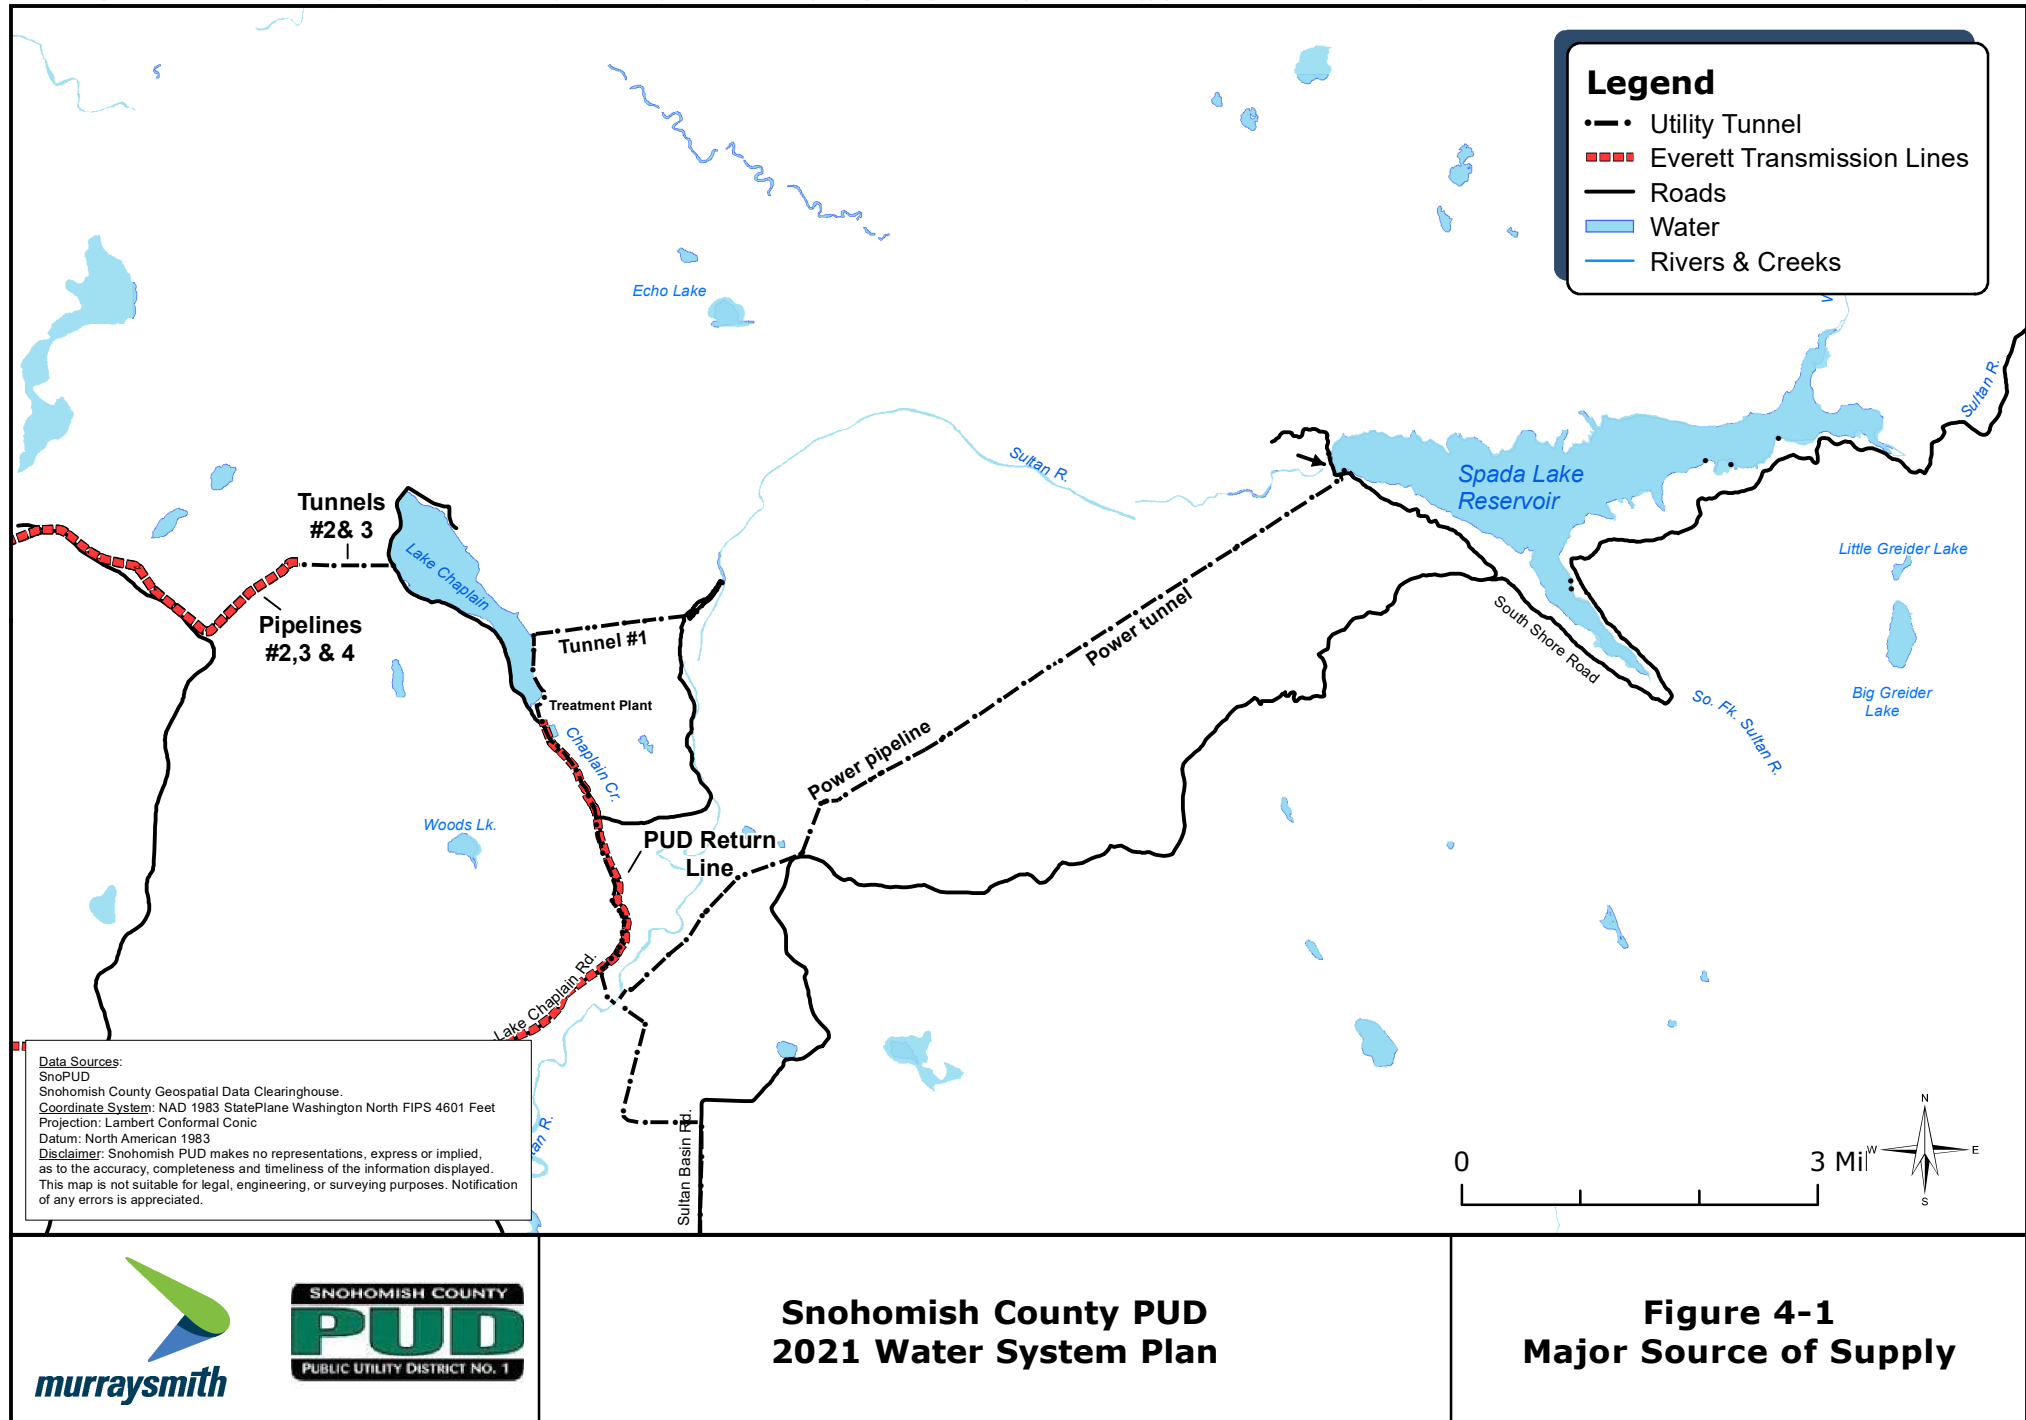 Legend
Utility Tunnel
Everett Transmission Lines
Roads
Water
Rivers & Creeks
Echo Lake
Sultan R.
Sultan R.
Spada Lake
Reservoir
Tunnels
#2& 3
Lake Chaplain
Little Greider Lake
Pipelines
#2,3 & 4
Tunnel #1
Power tunnel
South Shore Road
Big Greider
Lake
So. Fk. Sultan R.
Treatment Plant
Chaplain Cr.
Power pipeline
Woods Lk.
PUD Return
Line
Lake Chaplain Rd.
Sultan Basin Rd.
Data Sources:
SnoPUD
Snohomish County Geospatial Data Clearinghouse.
Coordinate System: NAD 1983 StatePlane Washington North FIPS 4601 Feet
Projection: Lambert Conformal Conic
Datum: North American 1983
Disclaimer: Snohomish PUD makes no representations, express or implied,
as to the accuracy, completeness and timeliness of the information displayed.
This map is not suitable for legal, engineering, or surveying purposes. Notification
of any errors is appreciated.
0 3 Mi
N
W E
S
murraysmith
SNOHOMISH COUNTY
PUD
PUBLIC UTILITY DISTRICT NO. 1
Snohomish County PUD
2021 Water System Plan
Figure 4-1
Major Source of Supply